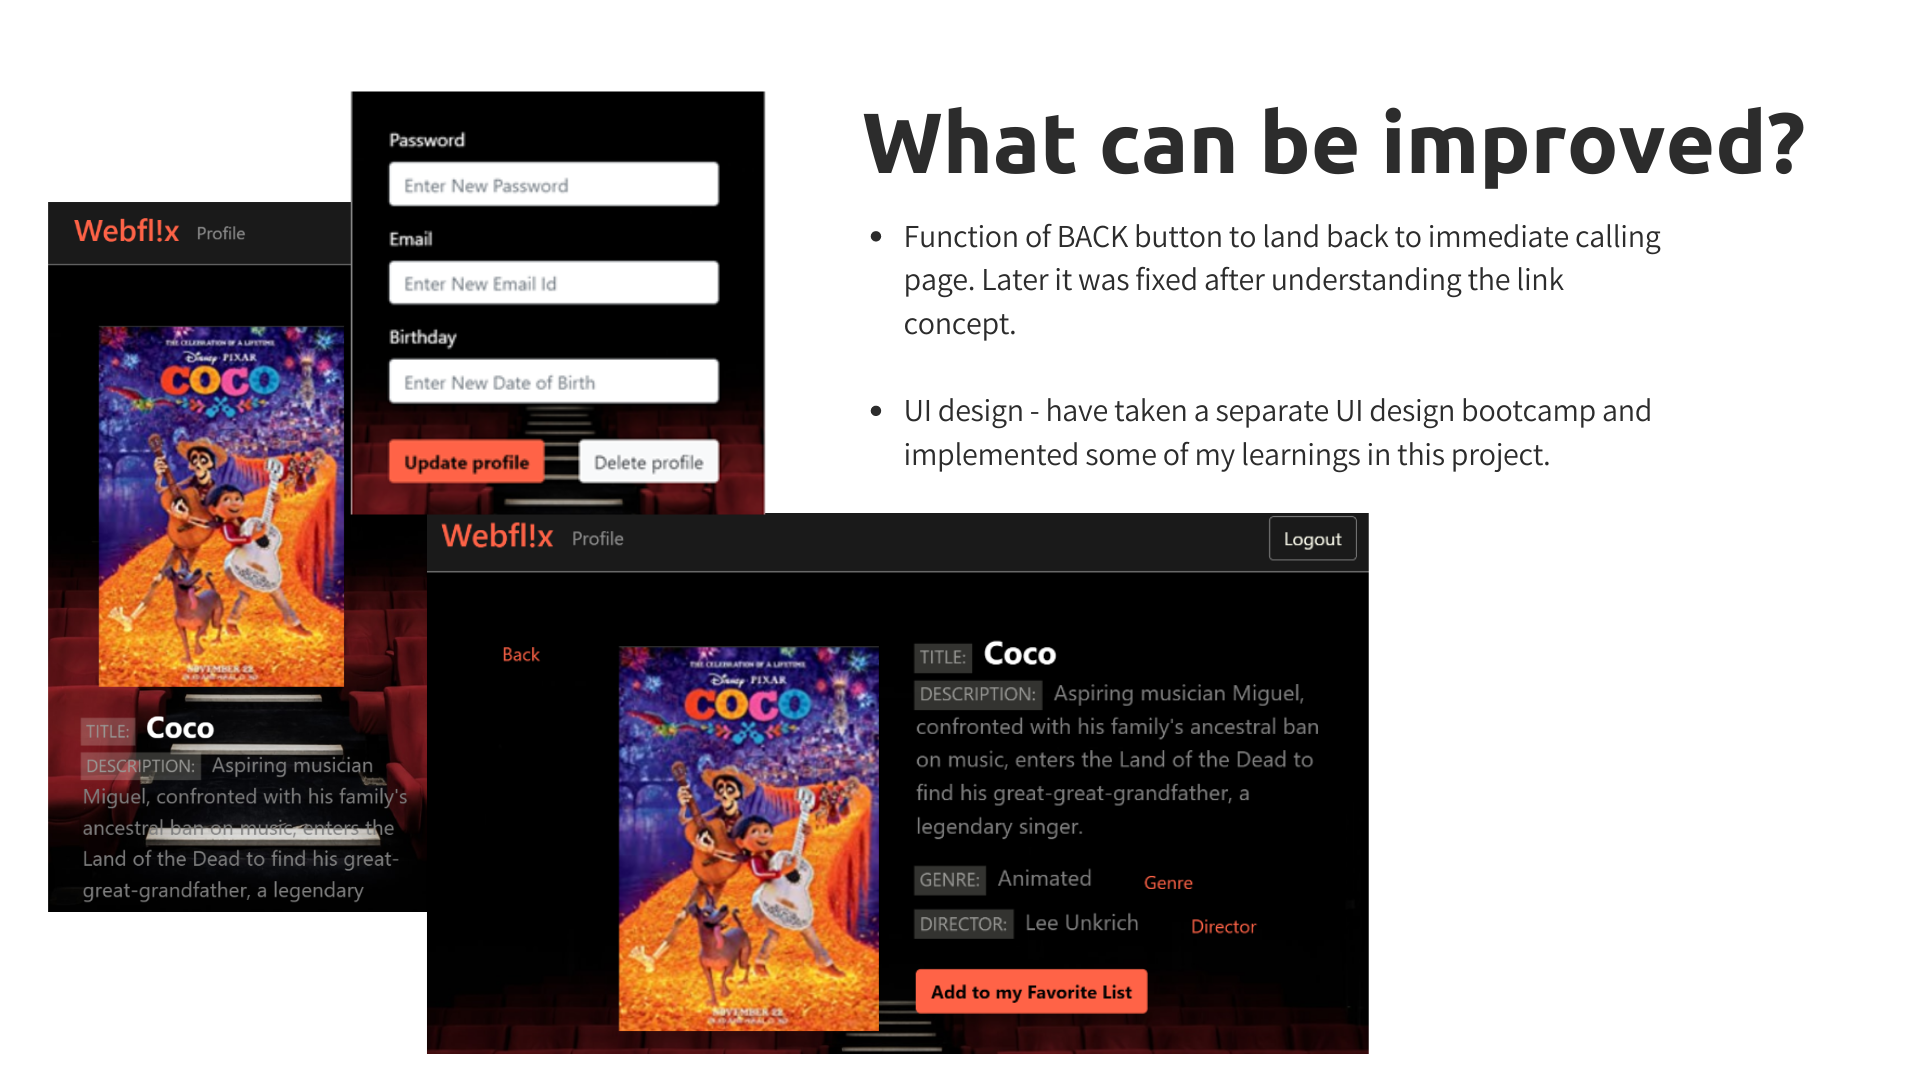 What can be improved?
Function of BACK button to land back to immediate calling
page. Later it was fixed after understanding the link
concept.
UI design - have taken a separate UI design bootcamp and
implemented some of my learnings in this project.
Password
Enter New Password
Email
Enter New Email Id
Birthday
Enter New Date of Birth
Update profile
Delete profile
Webfl!x Profile
THE CELEBRATION OF A LIFETIME
Disney PIXAR
COCO
NOVEMBER 22
TITLE: Coco
DESCRIPTION: Aspiring musician
Miguel, confronted with his family's
ancestral ban on music, enters the
Land of the Dead to find his great-
great-grandfather, a legendary
Webfl!x Profile
Logout
Back
THE CELEBRATION OF A LIFETIME
Disney PIXAR
COCO
NOVEMBER 22
TITLE: Coco
DESCRIPTION: Aspiring musician Miguel,
confronted with his family's ancestral ban
on music, enters the Land of the Dead to
find his great-great-grandfather, a
legendary singer.
GENRE: Animated Genre
DIRECTOR: Lee Unkrich Director
Add to my Favorite List